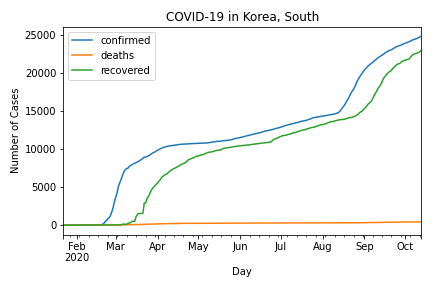 COVID-19 in Korea, South
confirmed
deaths
recovered
Number of Cases
25000
20000
15000
10000
5000
0
Feb Mar Apr May Jun Jul Aug Sep Oct
2020
Day